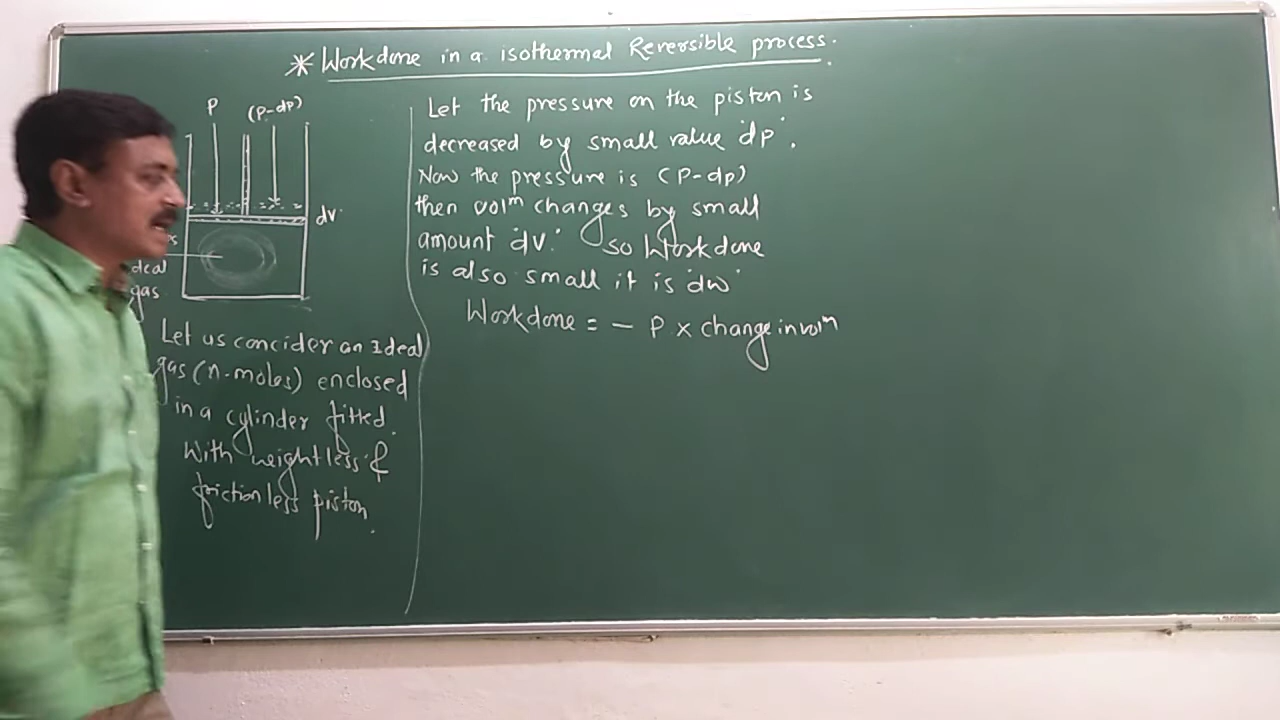 * Workdone in a isothermal Reversible process.
P (P-dp)
dv.
deal
gas
Let us concider an Ideal
gas (n-moles) enclosed
in a cylinder fitted.
With weightless &
frictionless piston.
Let the pressure on the piston is
decreased by small value 'dp'.
Now the pressure is (P-dp)
then volm changes by small
amount 'dv.' so Workdone
is also small it is 'dw'
Workdone = - P x change in volm